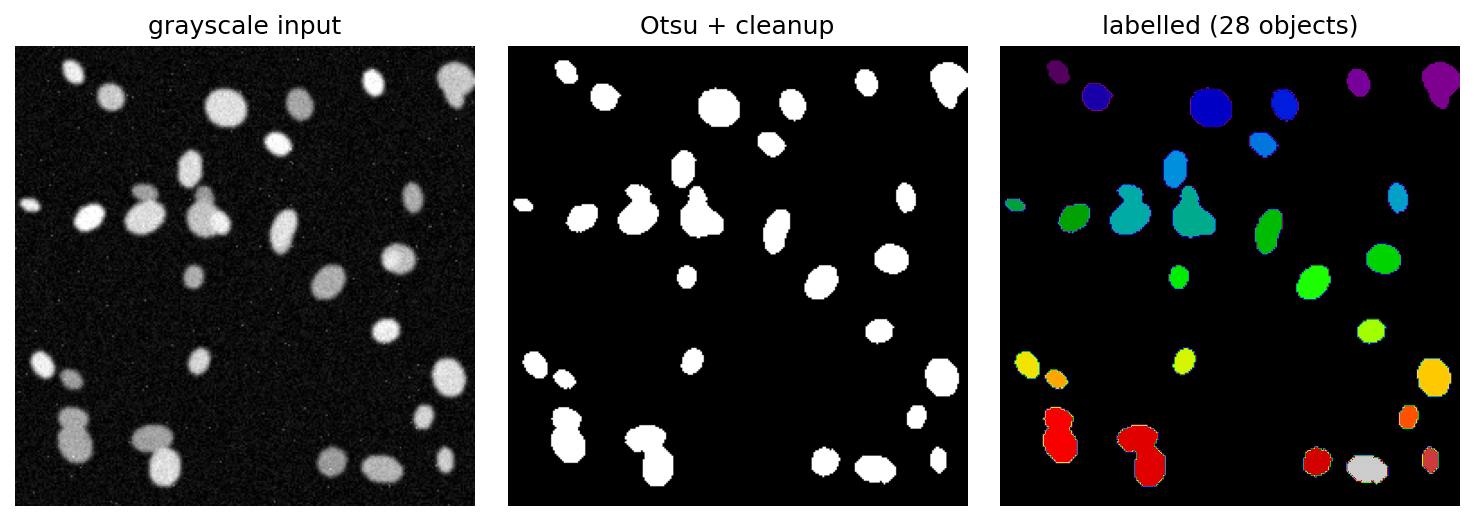 grayscale input
Otsu + cleanup
labelled (28 objects)